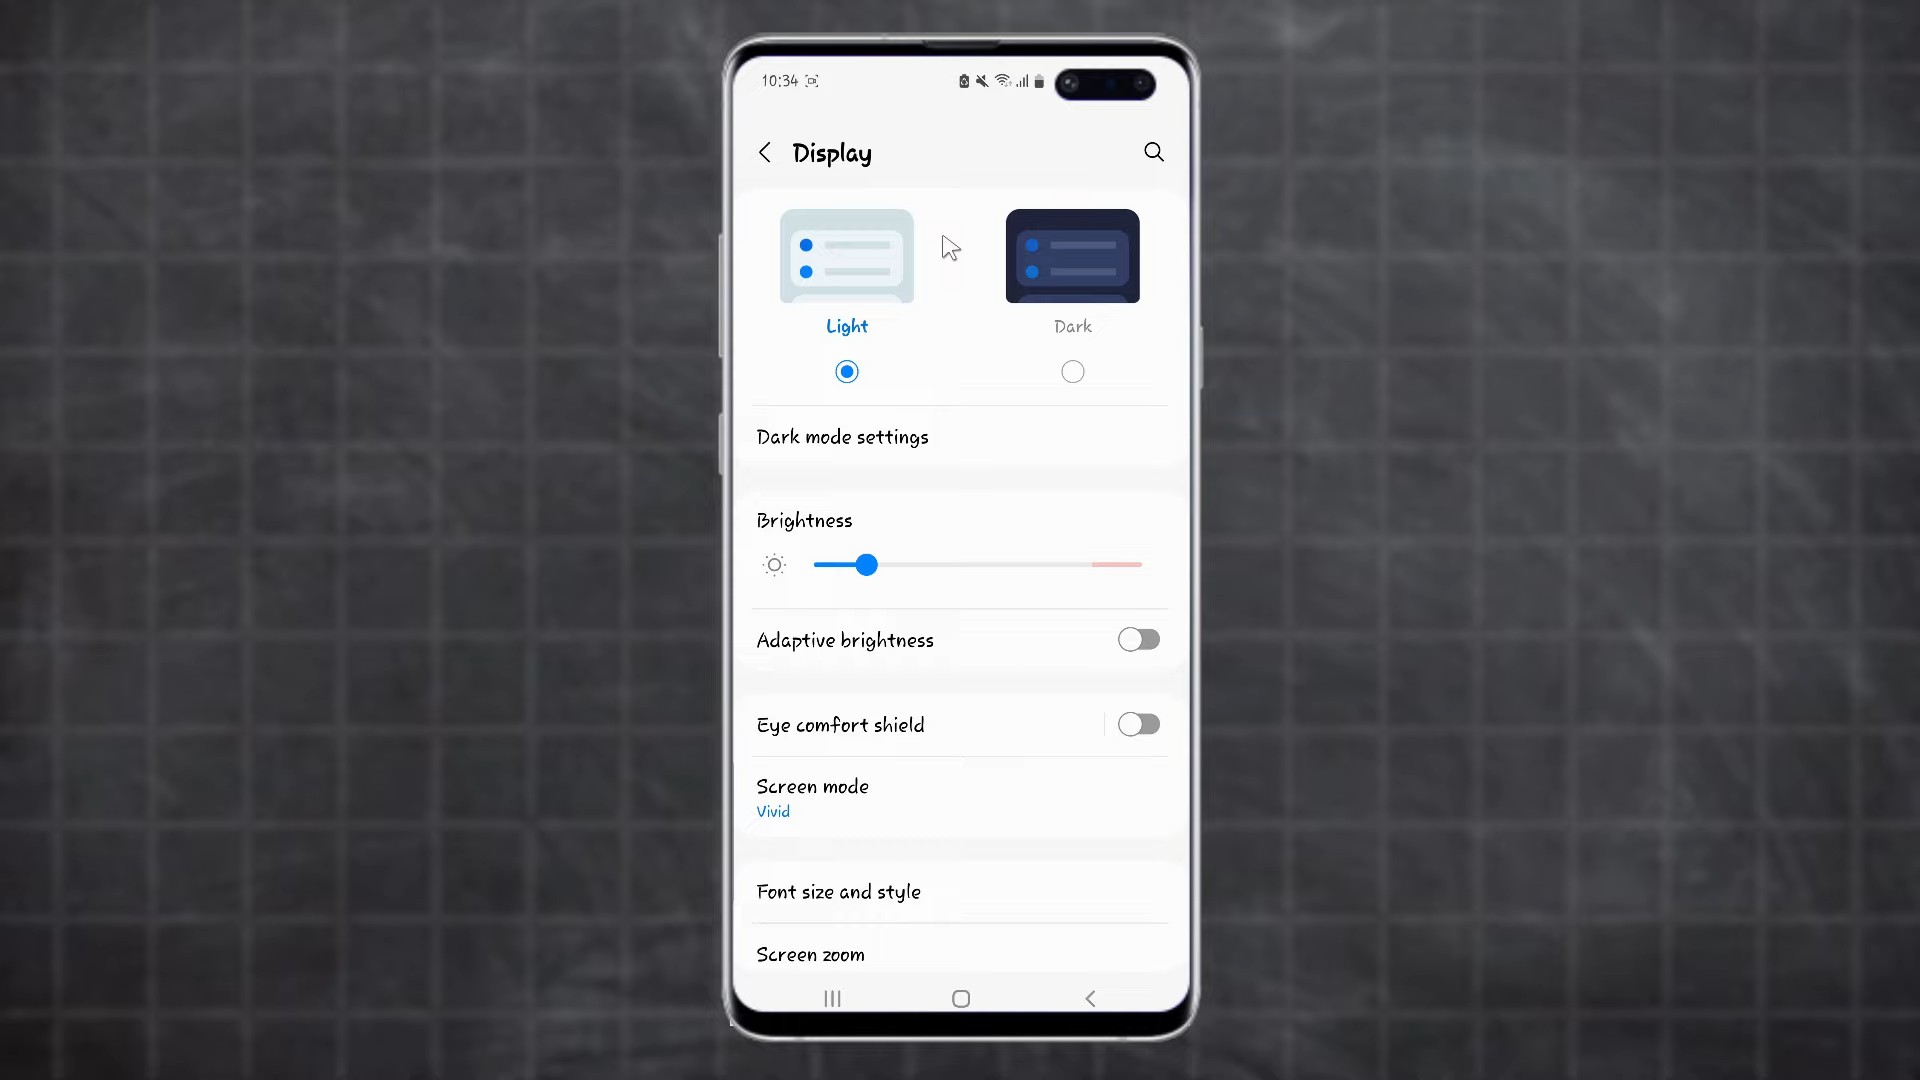 10:34
Display
Light
Dark
Dark mode settings
Brightness
Adaptive brightness
Eye comfort shield
Screen mode
Vivid
Font size and style
Screen zoom